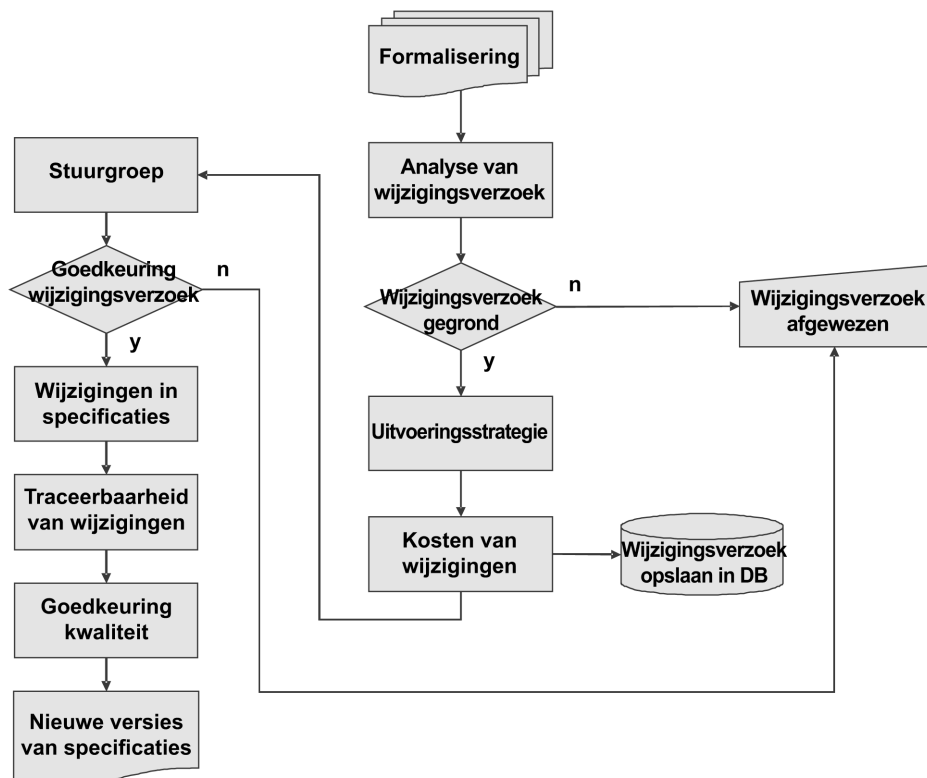 Formalisering
Analyse van
wijzigingsverzoek
Wijzigingsverzoek
gegrond
n
y
Wijzigingsverzoek
afgewezen
Uitvoeringsstrategie
Kosten van
wijzigingen
Wijzigingsverzoek
opslaan in DB
Stuurgroep
Goedkeuring
wijzigingsverzoek
n
y
Wijzigingen in
specificaties
Traceerbaarheid
van wijzigingen
Goedkeuring
kwaliteit
Nieuwe versies
van specificaties